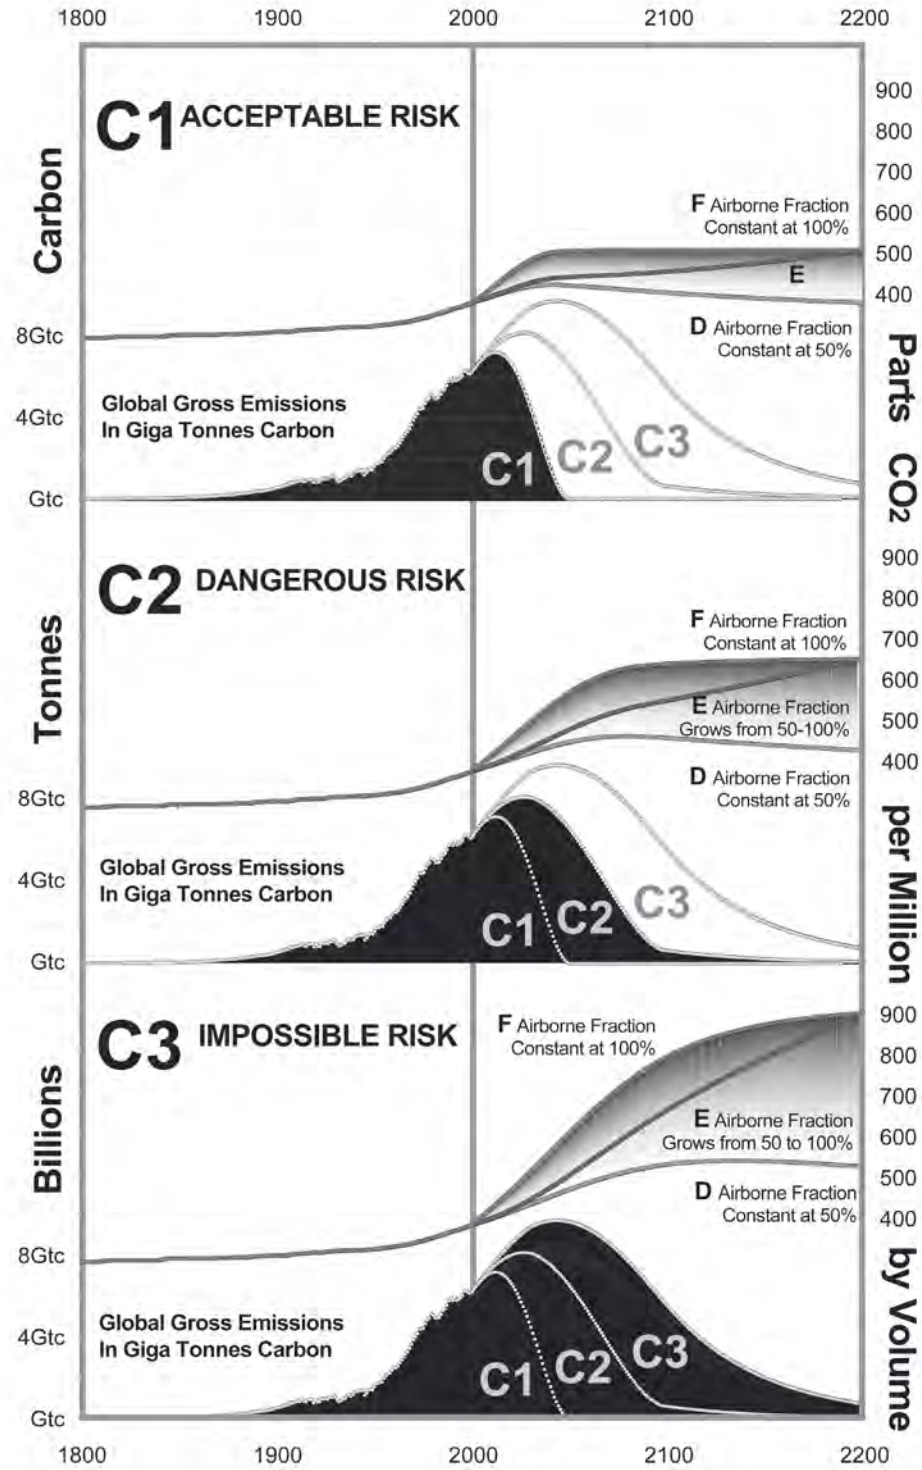 1800 1900 2000 2100 2200
C1 ACCEPTABLE RISK
900
800
700
600
500
400
F Airborne Fraction
Constant at 100%
E
D Airborne Fraction
Constant at 50%
8Gtc
4Gtc
Gtc
Global Gross Emissions
In Giga Tonnes Carbon
C1 C2 C3
C2 DANGEROUS RISK
900
800
700
600
500
400
F Airborne Fraction
Constant at 100%
E Airborne Fraction
Grows from 50-100%
D Airborne Fraction
Constant at 50%
8Gtc
4Gtc
Gtc
Global Gross Emissions
In Giga Tonnes Carbon
C1 C2 C3
C3 IMPOSSIBLE RISK
900
800
700
600
500
400
F Airborne Fraction
Constant at 100%
E Airborne Fraction
Grows from 50 to 100%
D Airborne Fraction
Constant at 50%
8Gtc
4Gtc
Gtc
Global Gross Emissions
In Giga Tonnes Carbon
C1 C2 C3
1800 1900 2000 2100 2200
Billions Tonnes Carbon
Parts CO2 per Million by Volume